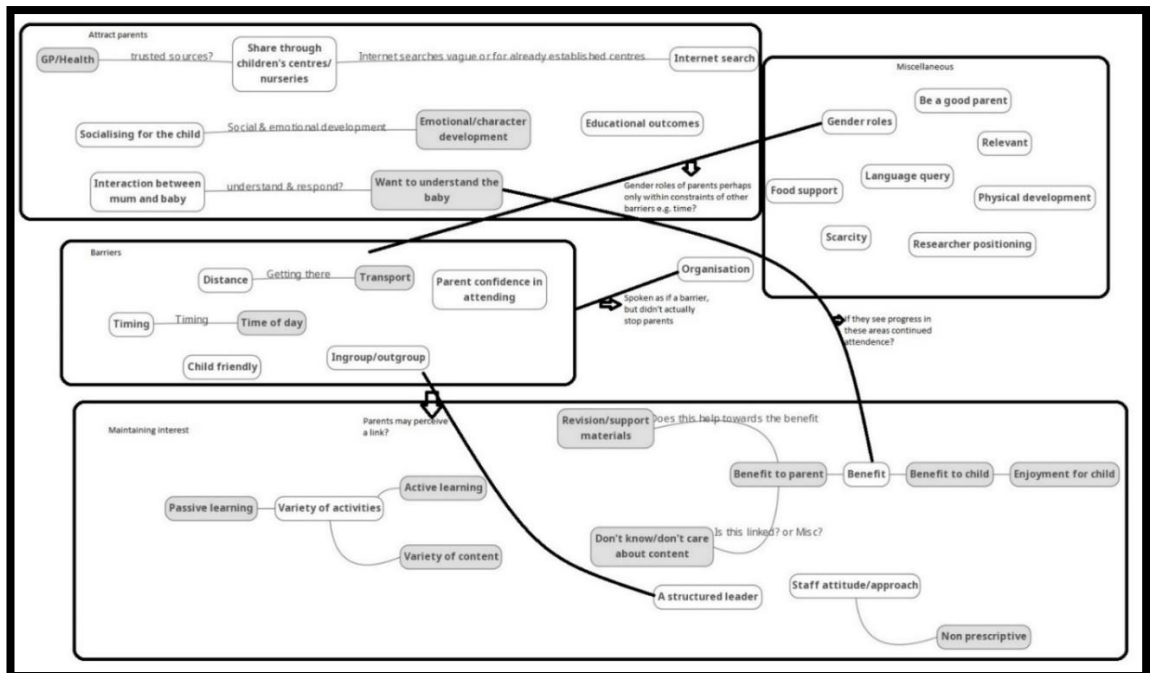 Attract parents
GP/Health
trusted sources?
Share through
children's centres/
nurseries
Internet searches vague or for already established centres
Internet search
Socialising for the child
Social & emotional development
Emotional/character
development
Educational outcomes
Interaction between
mum and baby
understand & respond?
Want to understand the
baby
Gender roles of parents perhaps
only within constraints of other
barriers e.g. time?
Miscellaneous
Be a good parent
Gender roles
Relevant
Language query
Food support
Physical development
Scarcity
Researcher positioning
Barriers
Distance
Getting there
Transport
Parent confidence in
attending
Timing
Timing
Time of day
Child friendly
Ingroup/outgroup
Organisation
Spoken as if a barrier,
but didn't actually
stop parents
If they see progress in
these areas continued
attendence?
Maintaining interest
Parents may perceive
a link?
Revision/support
materials
Does this help towards the benefit
Benefit to parent
Benefit
Benefit to child
Enjoyment for child
Active learning
Passive learning
Variety of activities
Variety of content
Don't know/don't care
about content
Is this linked? or Misc?
A structured leader
Staff attitude/approach
Non prescriptive